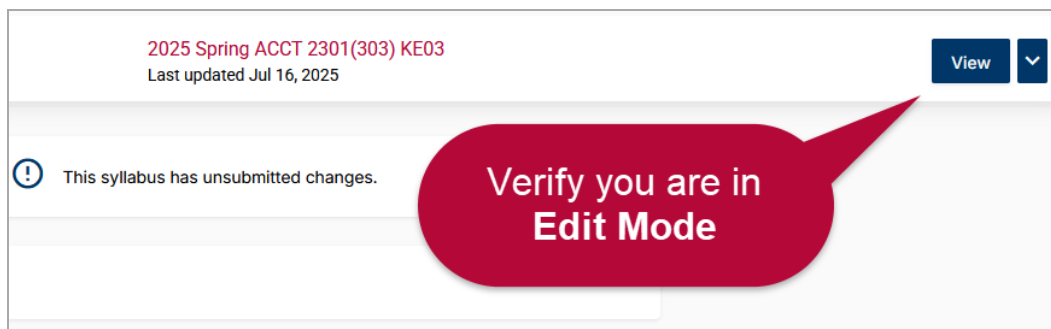 2025 Spring ACCT 2301(303) KE03
Last updated Jul 16, 2025
View
This syllabus has unsubmitted changes.
Verify you are in
Edit Mode